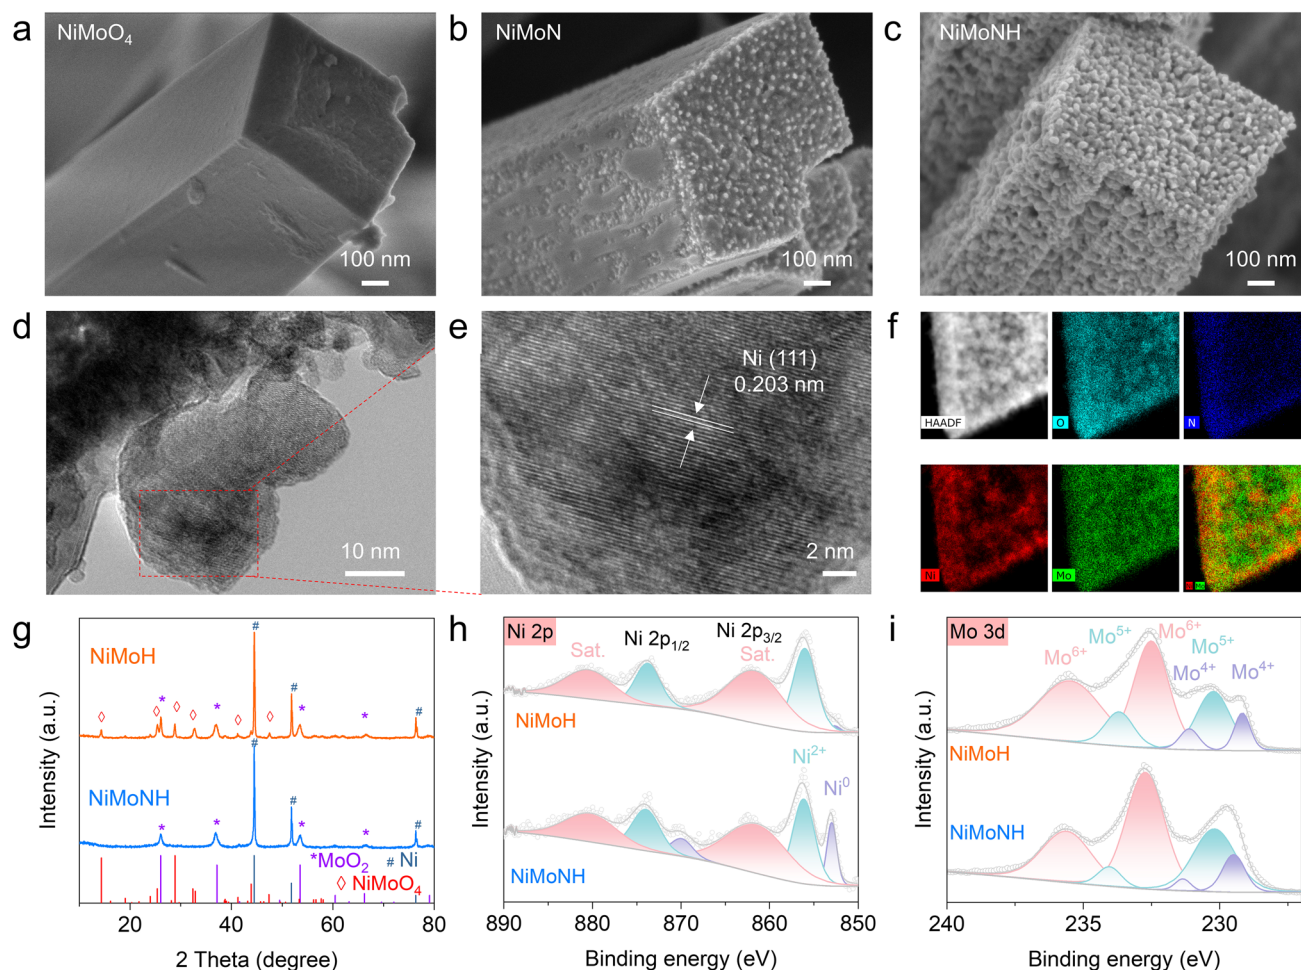 a
NiMoO4
100 nm
b
NiMoN
100 nm
c
NiMoNH
100 nm
d
10 nm
e
Ni (111)
0.203 nm
2 nm
f
HAADF
O
N
Ni
Mo
g
NiMoH
NiMoNH
*MoO2
# Ni
◊ NiMoO4
Intensity (a.u.)
20 40 60 80
2 Theta (degree)
h
Ni 2p
Ni 2p1/2
Ni 2p3/2
Sat.
Sat.
NiMoH
Ni2+
Ni0
NiMoNH
Intensity (a.u.)
890 880 870 860 850
Binding energy (eV)
i
Mo 3d
Mo6+
Mo5+
Mo6+
Mo5+
Mo4+
Mo4+
NiMoH
NiMoNH
Intensity (a.u.)
240 235 230
Binding energy (eV)